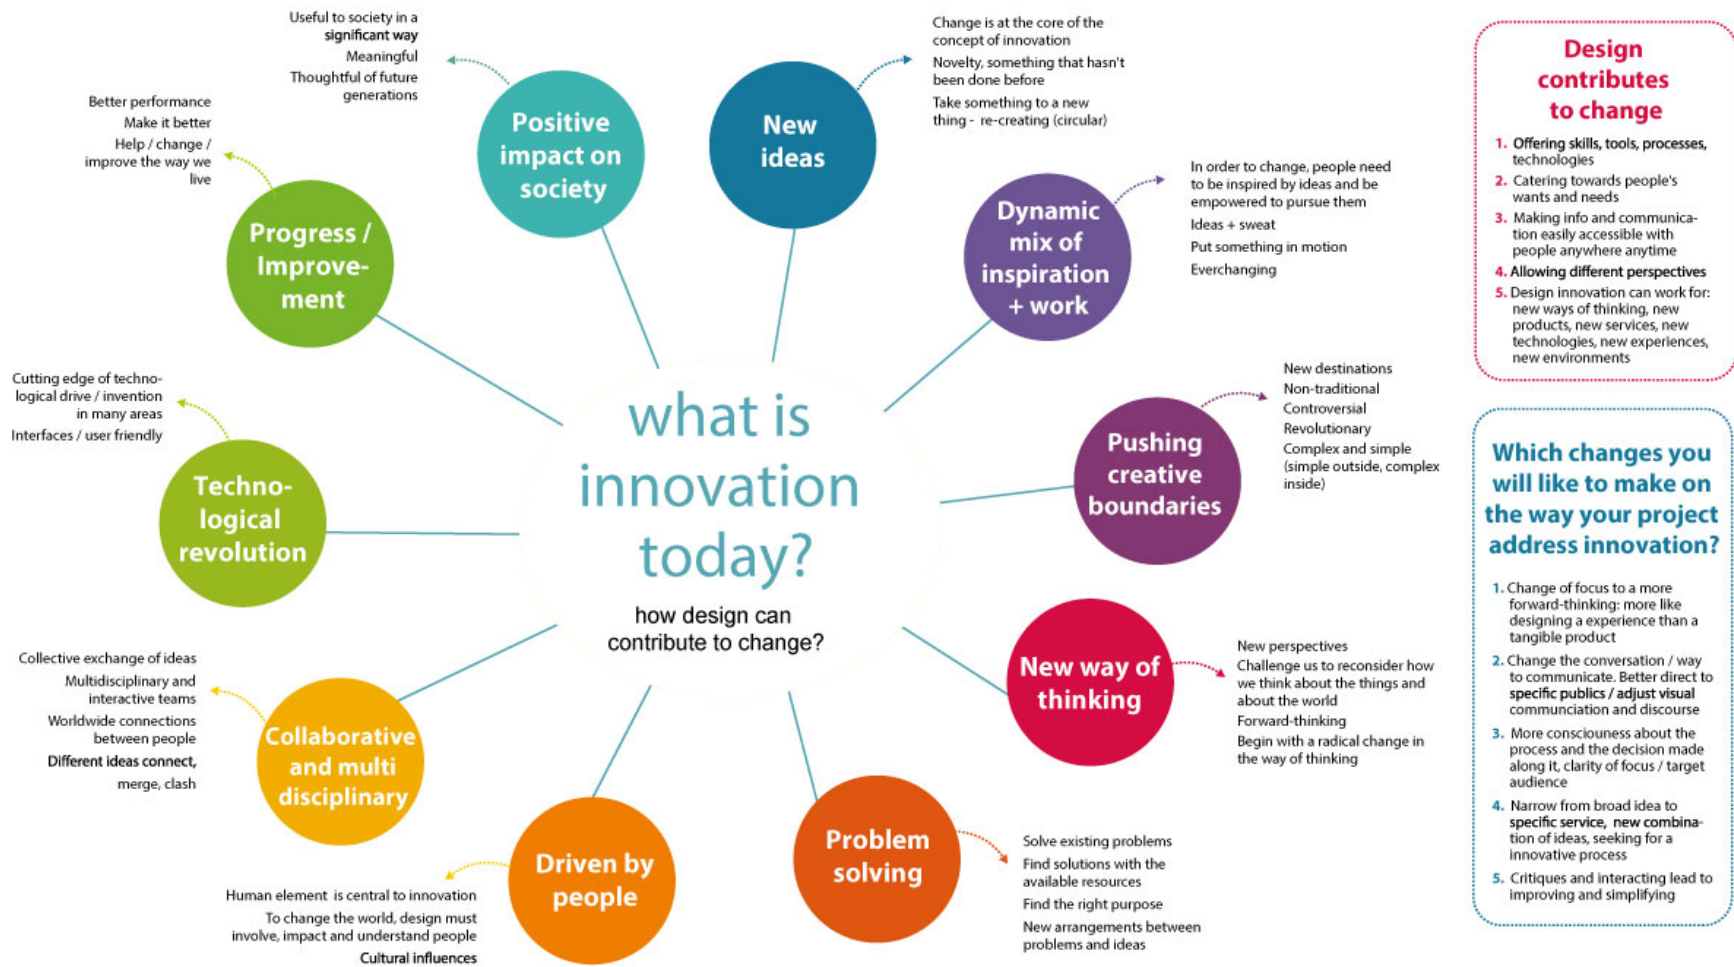 what is
innovation
today?
how design can
contribute to change?
Positive
impact on
society
Useful to society in a
significant way
Meaningful
Thoughtful of future
generations
New
ideas
Change is at the core of the
concept of innovation
Novelty, something that hasn't
been done before
Take something to a new
thing - re-creating (circular)
Dynamic
mix of
inspiration
+ work
In order to change, people need
to be inspired by ideas and be
empowered to pursue them
Ideas + sweat
Put something in motion
Everchanging
Pushing
creative
boundaries
New destinations
Non-traditional
Controversial
Revolutionary
Complex and simple
(simple outside, complex
inside)
New way of
thinking
New perspectives
Challenge us to reconsider how
we think about the things and
about the world
Forward-thinking
Begin with a radical change in
the way of thinking
Problem
solving
Solve existing problems
Find solutions with the
available resources
Find the right purpose
New arrangements between
problems and ideas
Driven by
people
Human element is central to innovation
To change the world, design must
involve, impact and understand people
Cultural influences
Collaborative
and multi
disciplinary
Collective exchange of ideas
Multidisciplinary and
interactive teams
Worldwide connections
between people
Different ideas connect,
merge, clash
Techno-
logical
revolution
Cutting edge of techno-
logical drive / invention
in many areas
Interfaces / user friendly
Progress /
Improve-
ment
Better performance
Make it better
Help / change /
improve the way we
live
Design
contributes
to change
1. Offering skills, tools, processes,
technologies
2. Catering towards people's
wants and needs
3. Making info and communica-
tion easily accessible with
people anywhere anytime
4. Allowing different perspectives
5. Design innovation can work for:
new ways of thinking, new
products, new services, new
technologies, new experiences,
new environments
Which changes you
will like to make on
the way your project
address innovation?
1. Change of focus to a more
forward-thinking: more like
designing a experience than a
tangible product
2. Change the conversation / way
to communicate. Better direct to
specific publics / adjust visual
communciation and discourse
3. More consciouness about the
process and the decision made
along it, clarity of focus / target
audience
4. Narrow from broad idea to
specific service, new combina-
tion of ideas, seeking for a
innovative process
5. Critiques and interacting lead to
improving and simplifying